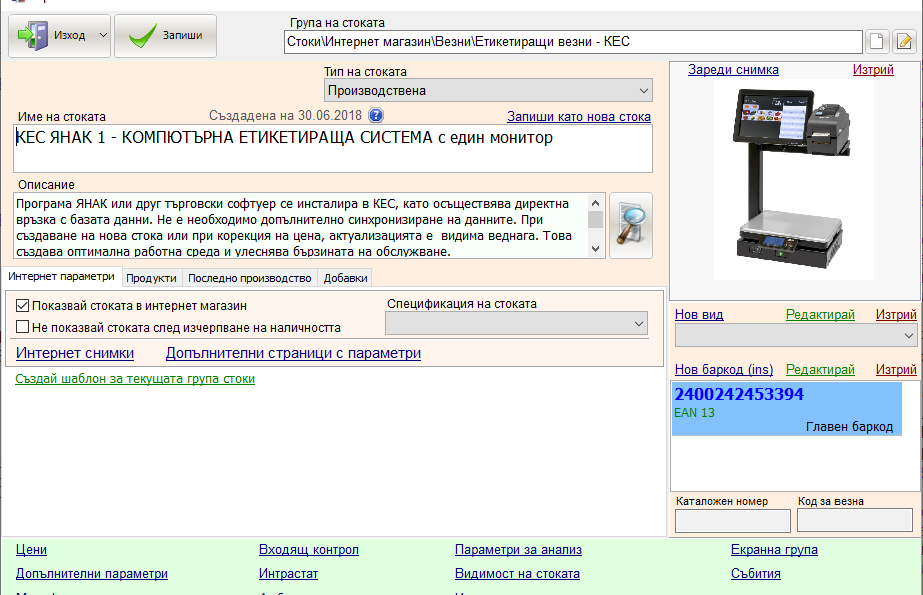 Група на стоката
Изход
Запиши
Стоки\Интернет магазин\Везни\Етикетиращи везни - КЕС
Тип на стоката
Производствена
Зареди снимка
Изтрий
Име на стоката
Създадена на 30.06.2018
Запиши като нова стока
КЕС ЯНАК 1 - КОМПЮТЪРНА ЕТИКЕТИРАЩА СИСТЕМА с един монитор
Описание
Програма ЯНАК или друг търговски софтуер се инсталира в КЕС, като осъществява директна
връзка с базата данни. Не е необходимо допълнително синхронизиране на данните. При
създаване на нова стока или при корекция на цена, актуализацията е  видима веднага. Това
създава оптимална работна среда и улеснява бързината на обслужване.
Интернет параметри
Продукти
Последно производство
Добавки
Показвай стоката в интернет магазин
Не показвай стоката след изчерпване на наличността
Спецификация на стоката
Интернет снимки
Допълнителни страници с параметри
Създай шаблон за текущата група стоки
Нов вид
Редактирай
Изтрий
Нов баркод (ins)
Редактирай
Изтрий
2400242453394
EAN 13
Главен баркод
Каталожен номер
Код за везна
Цени
Входящ контрол
Параметри за анализ
Екранна група
Допълнителни параметри
Интрастат
Видимост на стоката
Събития